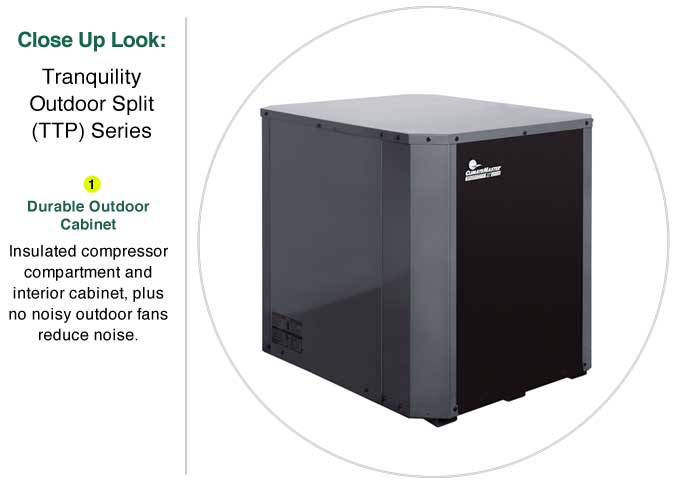 Close Up Look:
Tranquility
Outdoor Split
(TTP) Series
1
Durable Outdoor
Cabinet
Insulated compressor
compartment and
interior cabinet, plus
no noisy outdoor fans
reduce noise.
CLIMATEMASTER